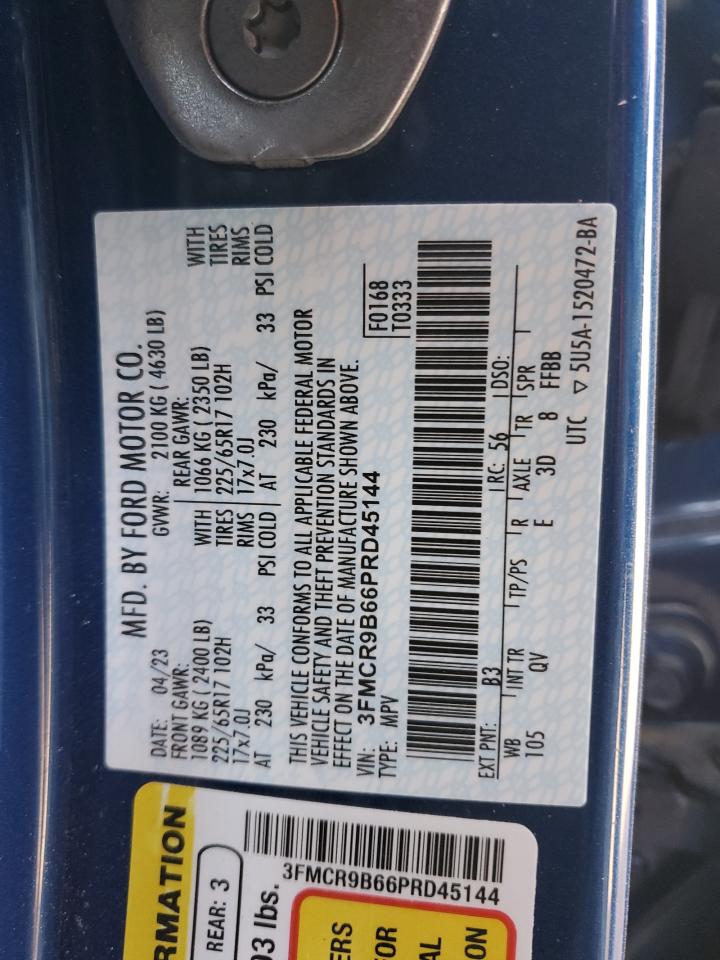 MFD. BY FORD MOTOR CO.
DATE: 04/23 GVWR: 2100 KG ( 4630 LB)
FRONT GAWR: REAR GAWR:
1089 KG ( 2400 LB) WITH 1066 KG ( 2350 LB) WITH
225/65R17 102H TIRES 225/65R17 102H TIRES
17x7.0J RIMS 17x7.0J RIMS
AT 230 kPa/ 33 PSI COLD AT 230 kPa/ 33 PSI COLD
THIS VEHICLE CONFORMS TO ALL APPLICABLE FEDERAL MOTOR
VEHICLE SAFETY AND THEFT PREVENTION STANDARDS IN
EFFECT ON THE DATE OF MANUFACTURE SHOWN ABOVE.
VIN: 3FMCR9B66PRD45144 F0168
TYPE: MPV T0333
EXT PNT: B3 RC: 56 DSO:
WB INT TR TP/PS R AXLE TR SPR
105 QV E 3D 8 FFBB
UTC ▽ 5U5A-1520472-BA
RMATION
REAR: 3
3FMCR9B66PRD45144
93 lbs.
ERS
OR
AL
ON